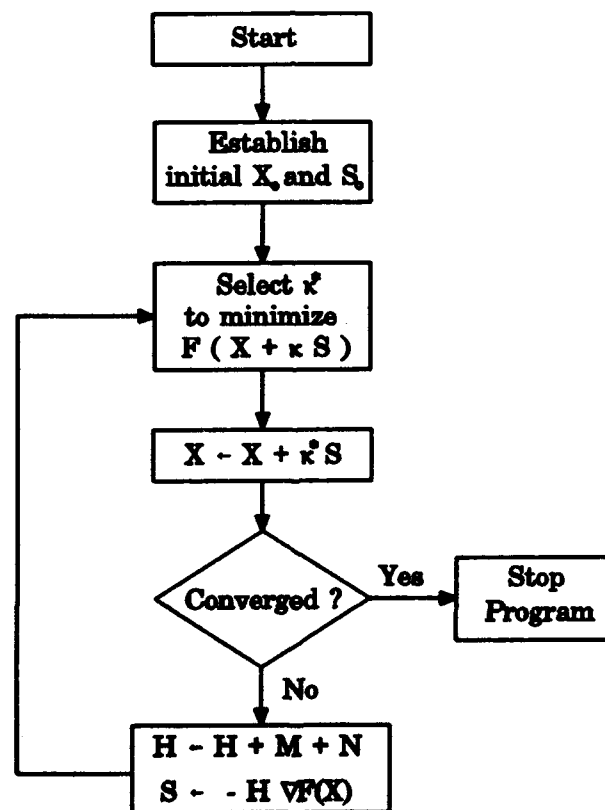 Start
Establish
initial X₀ and S₀
Select κ*
to minimize
F ( X + κ S )
X ← X + κ* S
Converged ?
Yes
Stop
Program
No
H ← H + M + N
S ← - H ∇F(X)